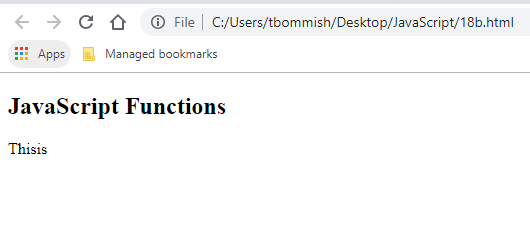 File | C:/Users/tbommish/Desktop/JavaScript/18b.html
Apps Managed bookmarks
JavaScript Functions
Thisis